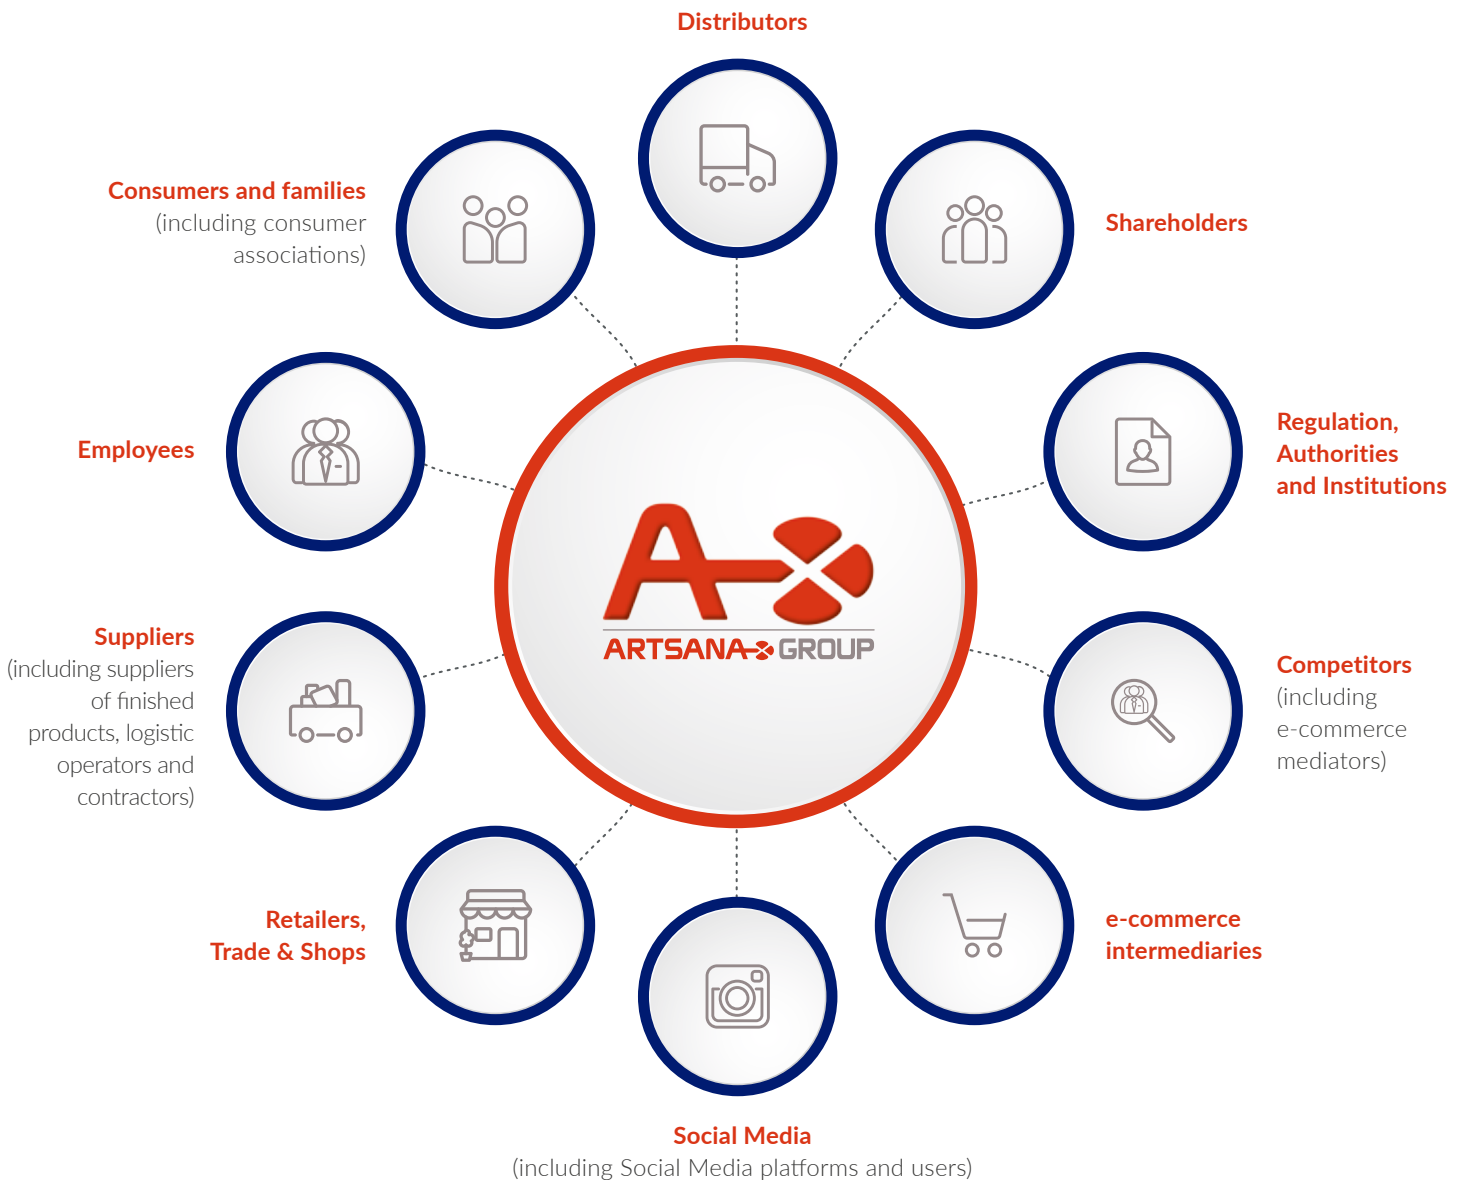 Distributors
Consumers and families
(including consumer
associations)
Shareholders
Employees
Regulation,
Authorities
and Institutions
ARTSANA GROUP
Suppliers
(including suppliers
of finished
products, logistic
operators and
contractors)
Competitors
(including
e-commerce
mediators)
Retailers,
Trade & Shops
e-commerce
intermediaries
Social Media
(including Social Media platforms and users)